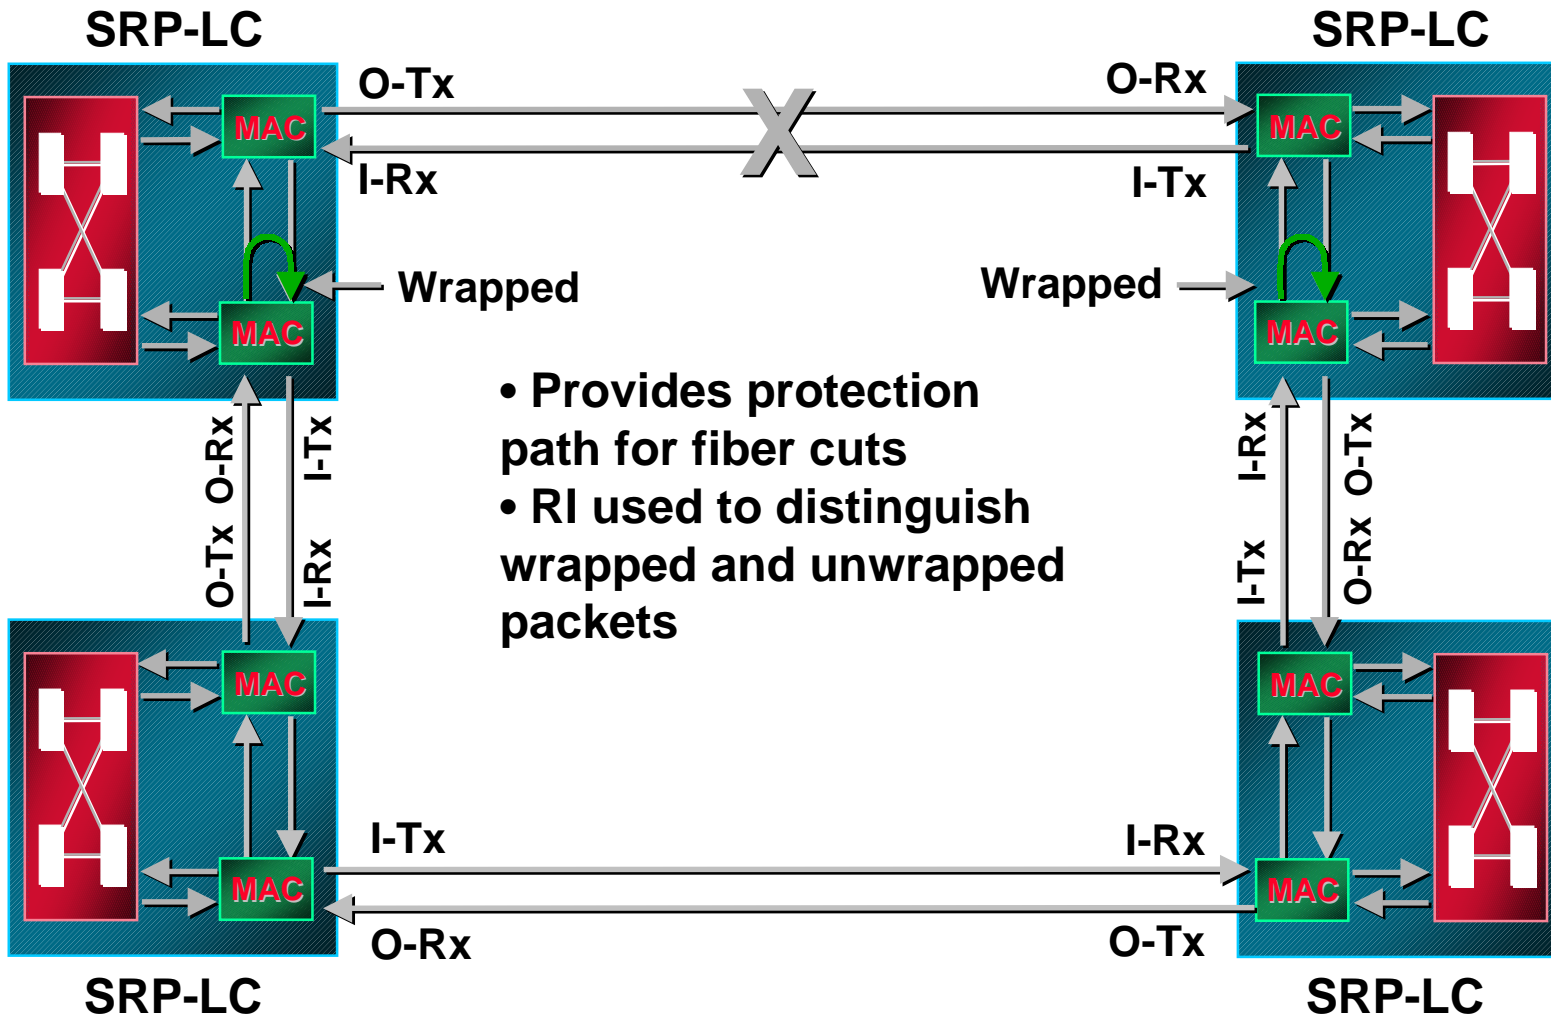 SRP-LC
SRP-LC
O-Tx
O-Rx
MAC
MAC
I-Rx
I-Tx
Wrapped
Wrapped
MAC
MAC
• Provides protection
path for fiber cuts
• RI used to distinguish
wrapped and unwrapped
packets
O-Rx
I-Tx
O-Tx
I-Rx
I-Rx
O-Tx
I-Tx
O-Rx
MAC
MAC
I-Tx
I-Rx
MAC
MAC
O-Rx
O-Tx
SRP-LC
SRP-LC